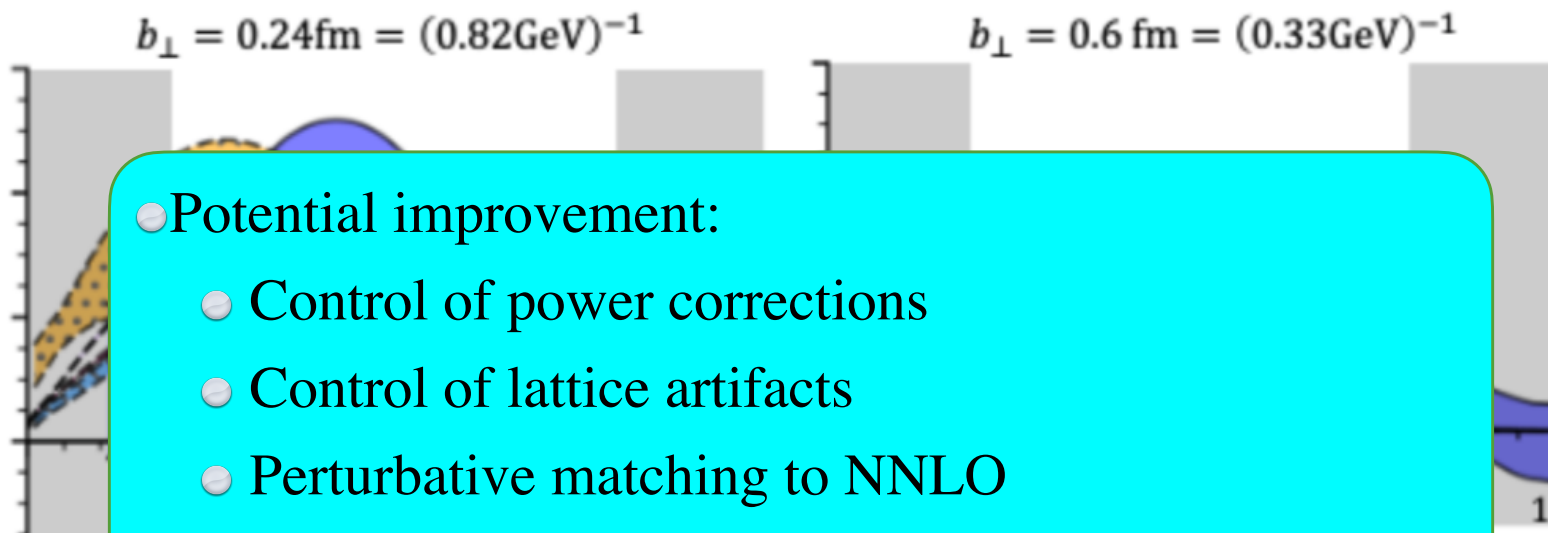 b⊥ = 0.24fm = (0.82GeV)⁻¹
b⊥ = 0.6 fm = (0.33GeV)⁻¹
Potential improvement:
Control of power corrections
Control of lattice artifacts
Perturbative matching to NNLO
1